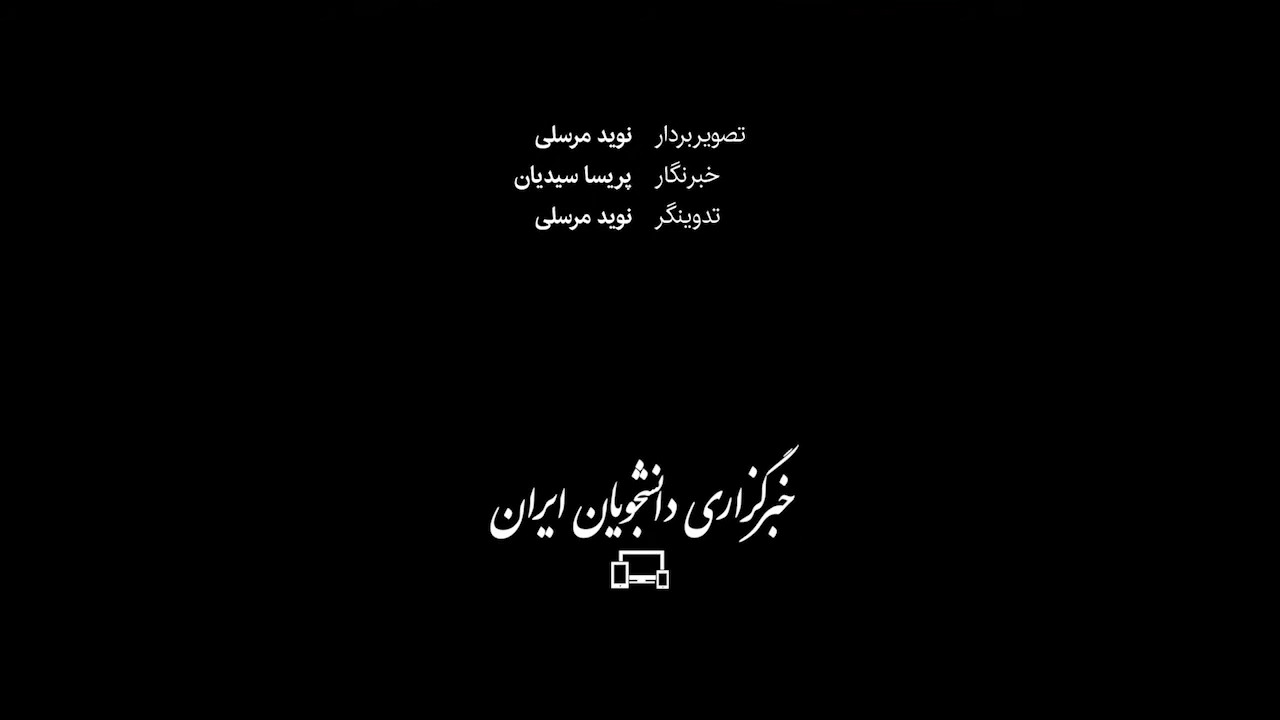 تصویربردار نوید مرسلی
خبرنگار پریسا سیدیان
تدوینگر نوید مرسلی
خبرگزاری دانشجویان ایران